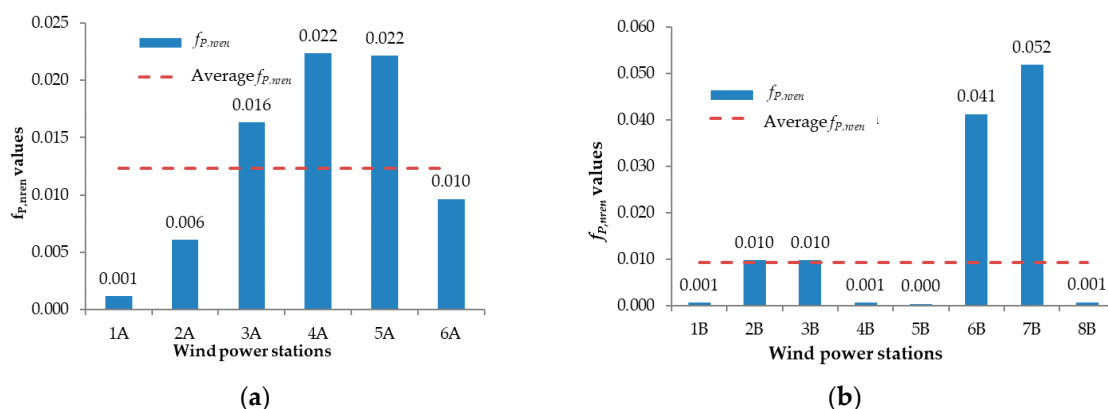 0.025
0.020
0.015
0.010
0.005
0.000
f_P,nren values
f_P,nren
Average f_P,nren
0.001
0.006
0.016
0.022
0.022
0.010
1A 2A 3A 4A 5A 6A
Wind power stations
(a)
0.060
0.050
0.040
0.030
0.020
0.010
0.000
f_P,nren values
f_P,nren
Average f_P,nren
0.001
0.010
0.010
0.001
0.000
0.041
0.052
0.001
1B 2B 3B 4B 5B 6B 7B 8B
Wind power stations
(b)